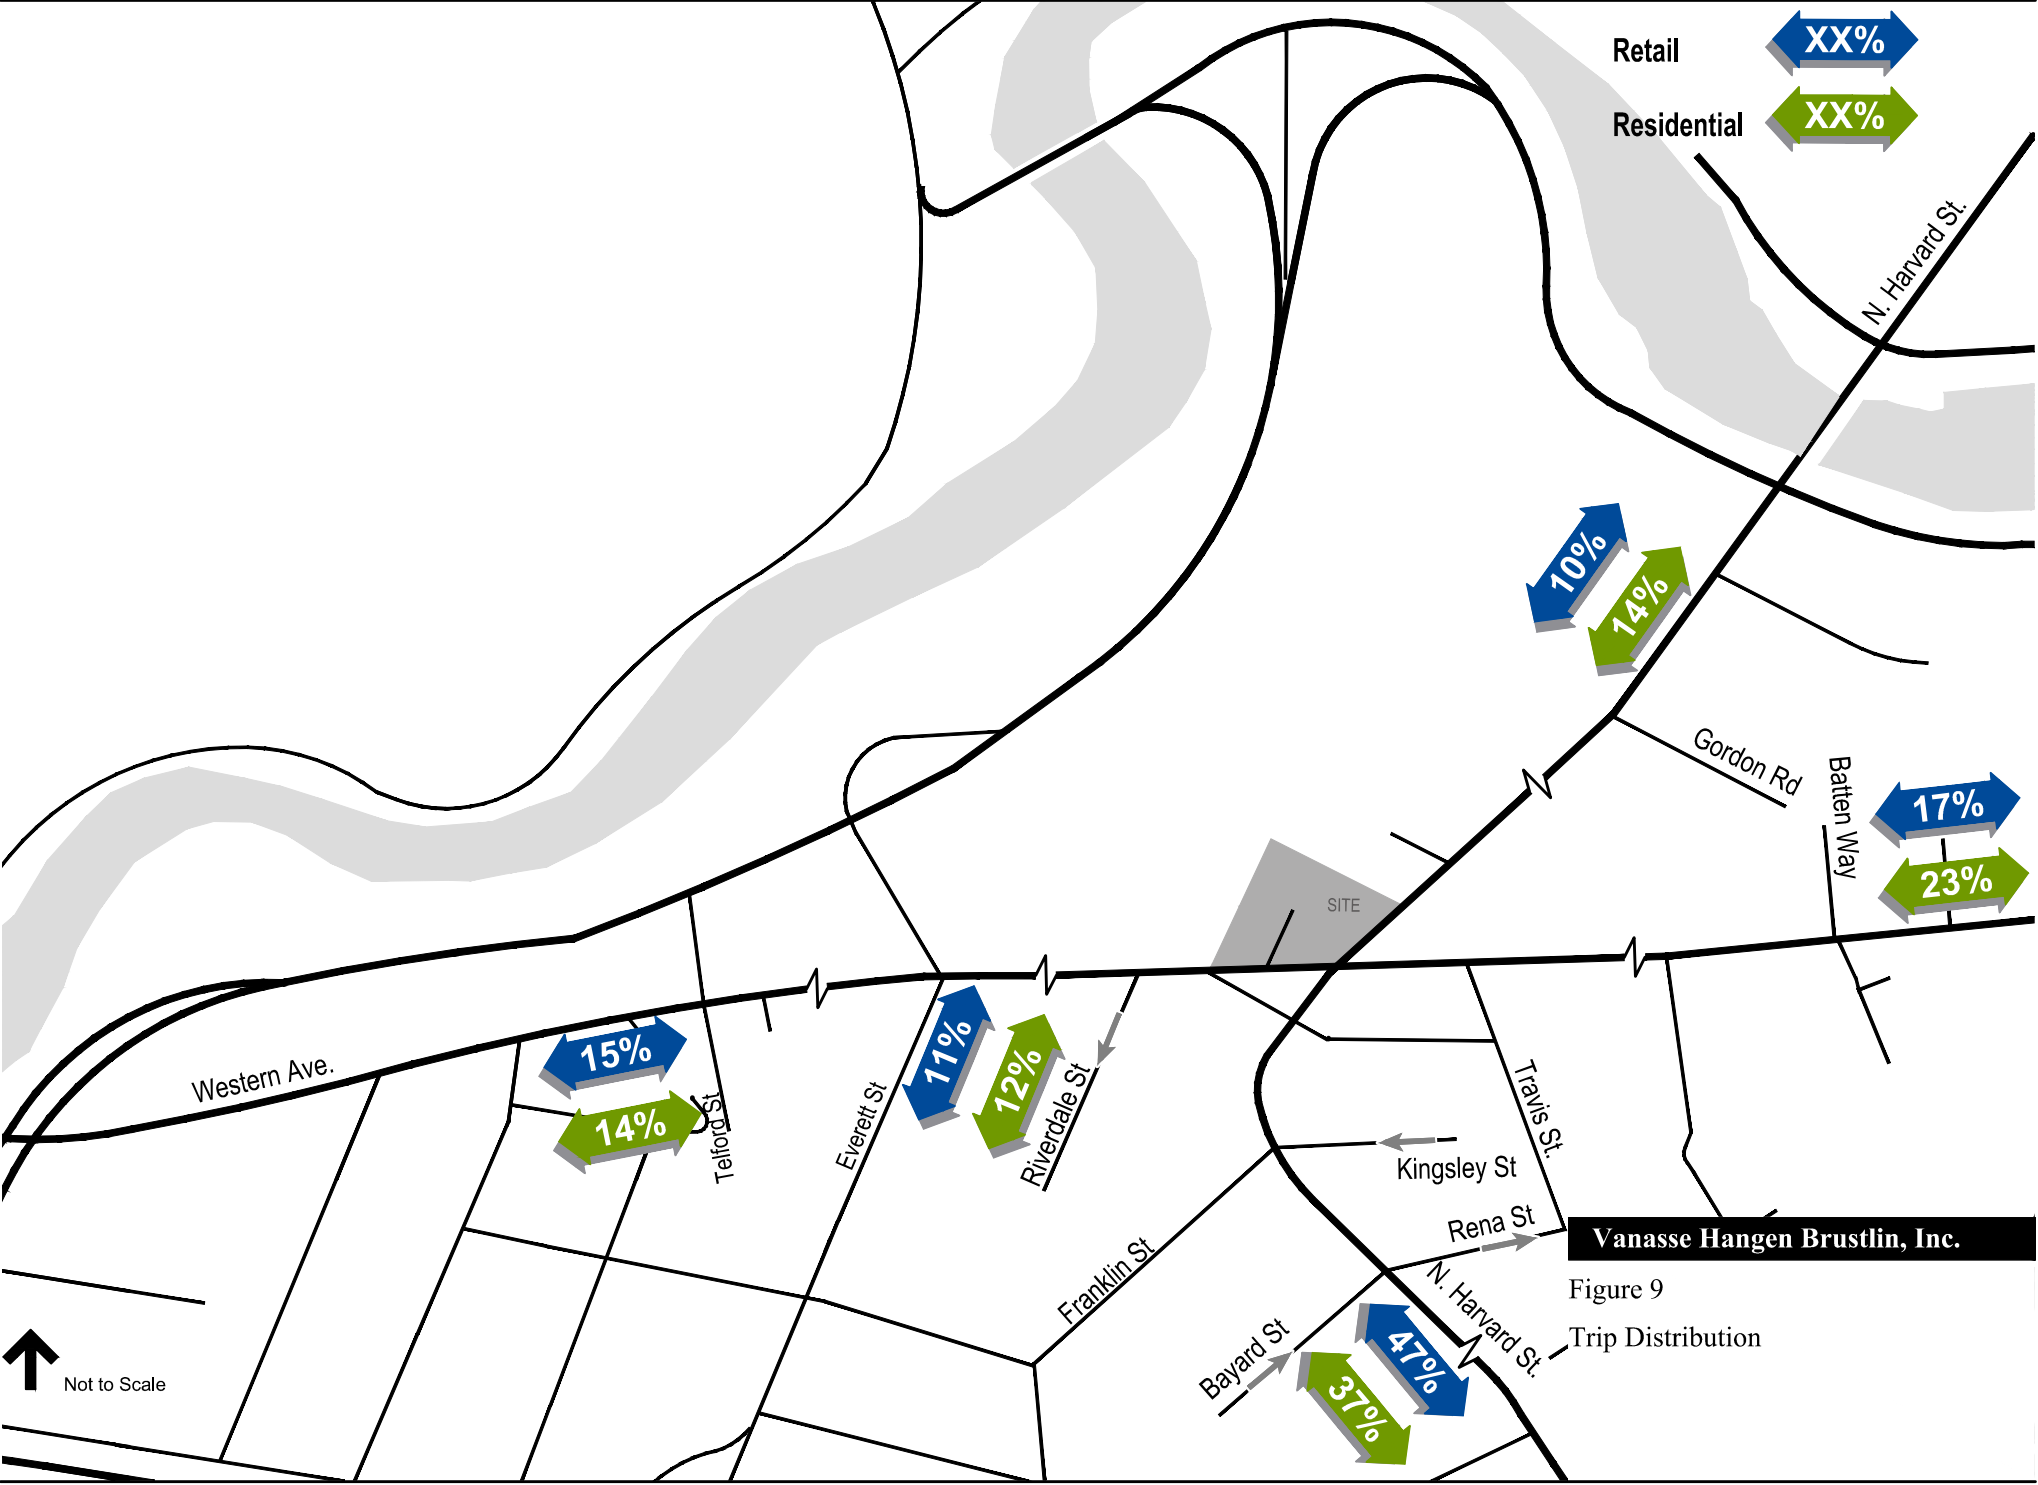 Retail
XX%
Residential
XX%
N. Harvard St.
10%
14%
Gordon Rd
Batten Way
17%
23%
SITE
Western Ave.
15%
14%
Telford St
Everett St
11%
12%
Riverdale St
Travis St.
Kingsley St
Rena St
Franklin St
Bayard St
N. Harvard St.
47%
37%
Vanasse Hangen Brustlin, Inc.
Figure 9
Trip Distribution
Not to Scale